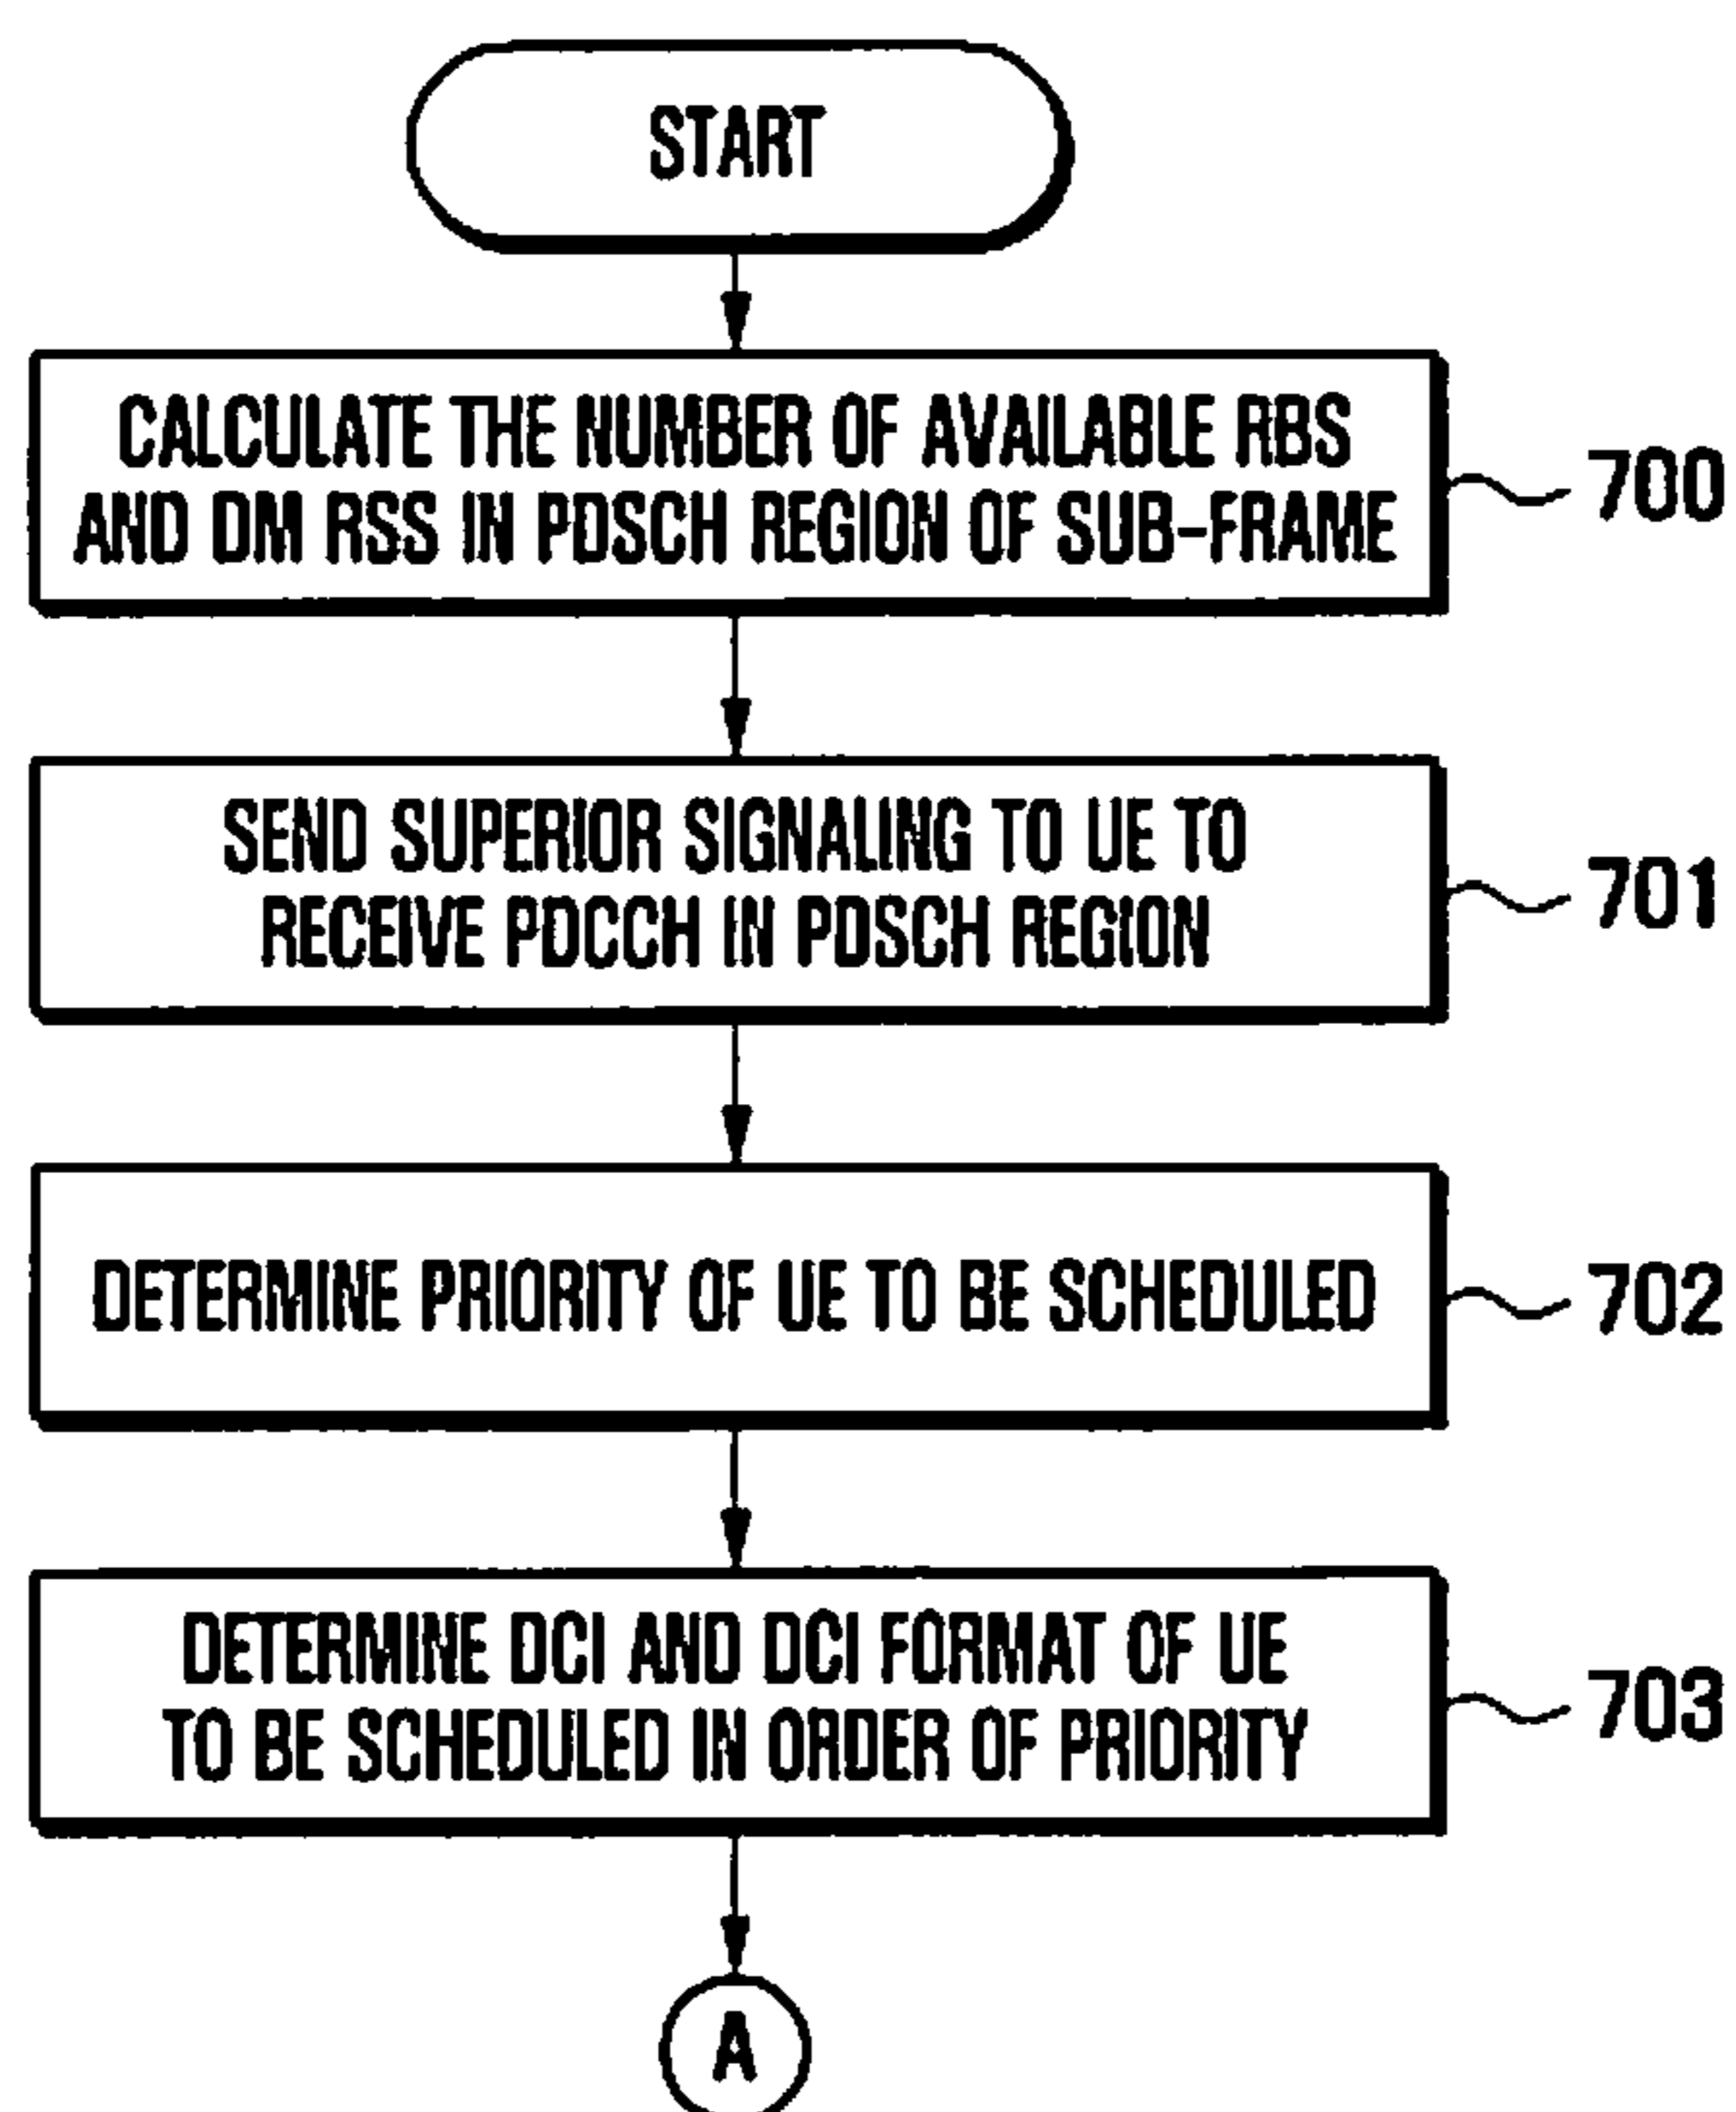 START
CALCULATE THE NUMBER OF AVAILABLE RBS
AND DM RSS IN PDSCH REGION OF SUB-FRAME
700
SEND SUPERIOR SIGNALING TO UE TO
RECEIVE PDCCH IN PDSCH REGION
701
DETERMINE PRIORITY OF UE TO BE SCHEDULED
702
DETERMINE DCI AND DCI FORMAT OF UE
TO BE SCHEDULED IN ORDER OF PRIORITY
703
A